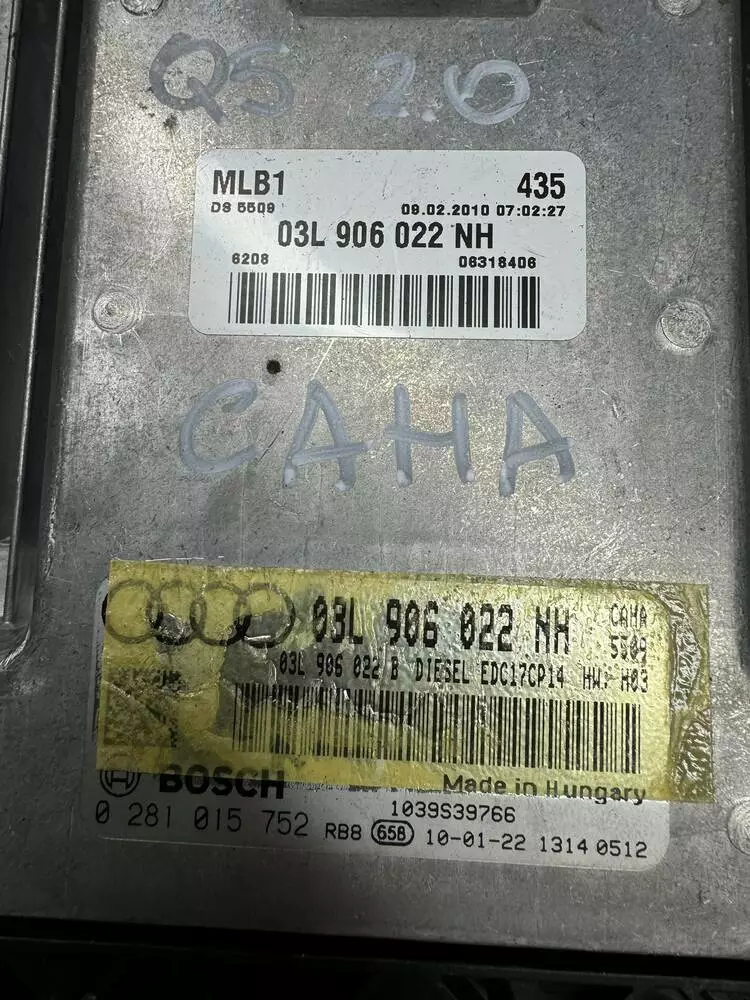 Q5 2.0
MLB1 435
DS 5509 09.02.2010 07:02:27
03L 906 022 NH
6208 06318406
CAHA
03L 906 022 NH CAHA
5509
03L 906 022 B DIESEL EDC17CP14 HW: H03
BOSCH Made in Hungary
1039S39766
0 281 015 752 RB8 658 10-01-22 1314 0512